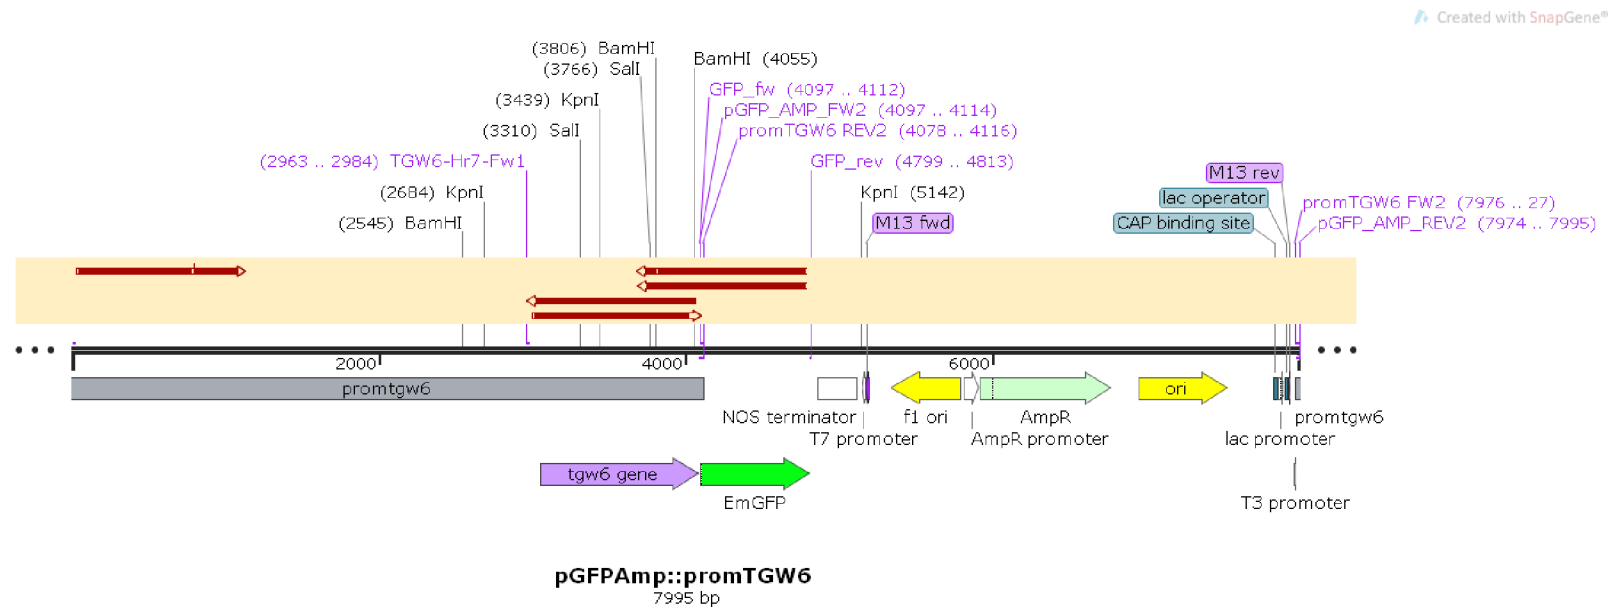 Created with SnapGene®
(3806) BamHI
BamHI (4055)
(3766) SalI
GFP_fw (4097 .. 4112)
(3439) KpnI
pGFP_AMP_FW2 (4097 .. 4114)
(3310) SalI
promTGW6 REV2 (4078 .. 4116)
(2963 .. 2984) TGW6-Hr7-Fw1
GFP_rev (4799 .. 4813)
M13 rev
(2684) KpnI
KpnI (5142)
lac operator
promTGW6 FW2 (7976 .. 27)
(2545) BamHI
M13 fwd
CAP binding site
pGFP_AMP_REV2 (7974 .. 7995)
2000
4000
6000
promtgw6
ori
NOS terminator
f1 ori
AmpR
promtgw6
T7 promoter
AmpR promoter
lac promoter
tgw6 gene
EmGFP
T3 promoter
pGFPAmp::promTGW6
7995 bp